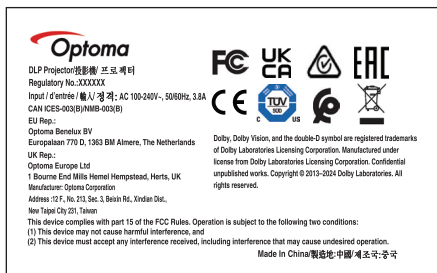 Optoma
DLP Projector/投影機/ 프로젝터
Regulatory No.:XXXXXX
Input / d'entrée / 輸入/ 정격: AC 100-240V~, 50/60Hz, 3.8A
CAN ICES-003(B)/NMB-003(B)
EU Rep.:
Optoma Benelux BV
Europalaan 770 D, 1363 BM Almere, The Netherlands
UK Rep.:
Optoma Europe Ltd
1 Bourne End Mills Hemel Hempstead, Herts, UK
Manufacturer: Optoma Corporation
Address :12 F., No. 213, Sec. 3, Beixin Rd., Xindian Dist.,
New Taipei City 231, Taiwan
FC
UK
CA
EAC
CE
TÜV
SÜD
C US
Dolby, Dolby Vision, and the double-D symbol are registered trademarks
of Dolby Laboratories Licensing Corporation. Manufactured under
license from Dolby Laboratories Licensing Corporation. Confidential
unpublished works. Copyright © 2013–2024 Dolby Laboratories. All
rights reserved.
This device complies with part 15 of the FCC Rules. Operation is subject to the following two conditions:
(1) This device may not cause harmful interference, and
(2) This device must accept any interference received, including interference that may cause undesired operation.
Made In China/製造地:中國/제조국:중국